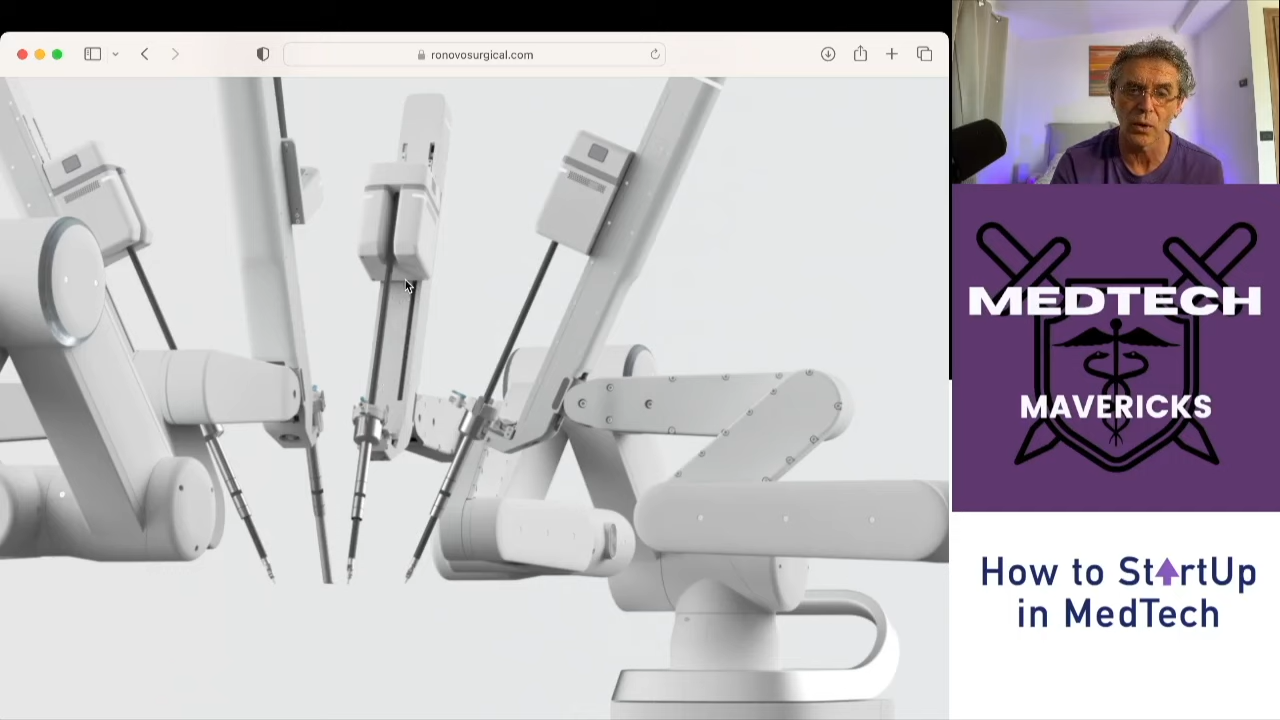 ronovosurgical.com
MEDTECH
MAVERICKS
How to StartUp
in MedTech